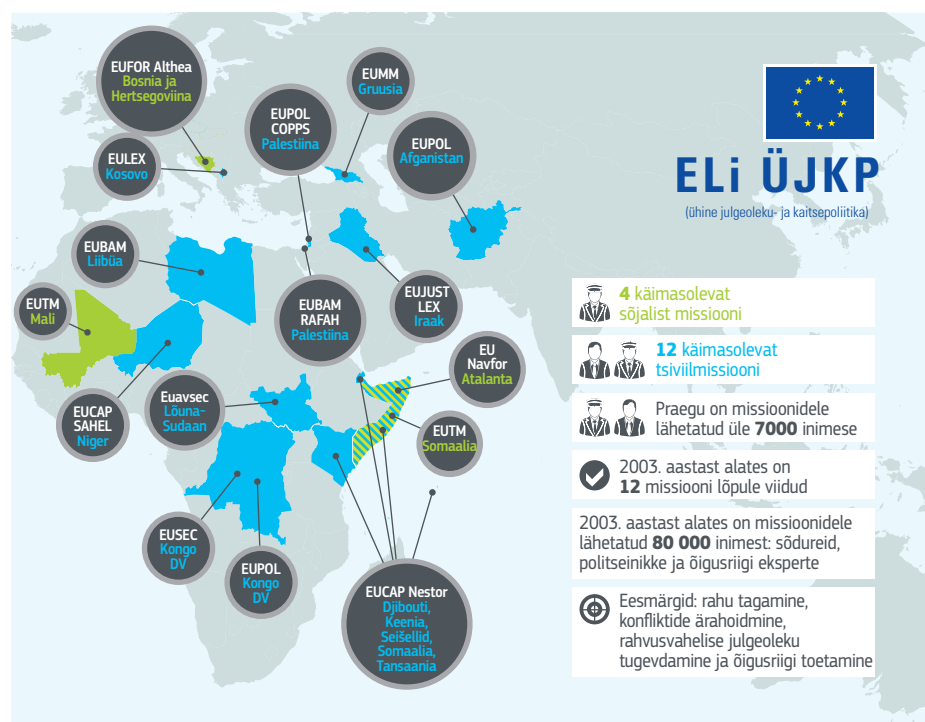 EUFOR Althea
Bosnia ja
Hertsegoviina
EULEX
Kosovo
EUPOL
COPPS
Palestiina
EUMM
Gruusia
EUPOL
Afganistan
ELi ÜJKP
(ühine julgeoleku- ja kaitsepoliitika)
EUBAM
Liibüa
EUTM
Mali
EUBAM
RAFAH
Palestiina
EUJUST
LEX
Iraak
EU
Navfor
Atalanta
EUCAP
SAHEL
Niger
Euavsec
Lõuna-
Sudaan
EUTM
Somaalia
EUSEC
Kongo
DV
EUPOL
Kongo
DV
EUCAP Nestor
Djibouti,
Keenia,
Seišellid,
Somaalia,
Tansaania
4 käimasolevat
sõjalist missiooni
12 käimasolevat
tsiviilmissiooni
Praegu on missioonidele
lähetatud üle 7000 inimese
2003. aastast alates on
12 missiooni lõpule viidud
2003. aastast alates on missioonidele
lähetatud 80 000 inimest: sõdureid,
politseinikke ja õigusriigi eksperte
Eesmärgid: rahu tagamine,
konfliktide ärahoidmine,
rahvusvahelise julgeoleku
tugevdamine ja õigusriigi toetamine